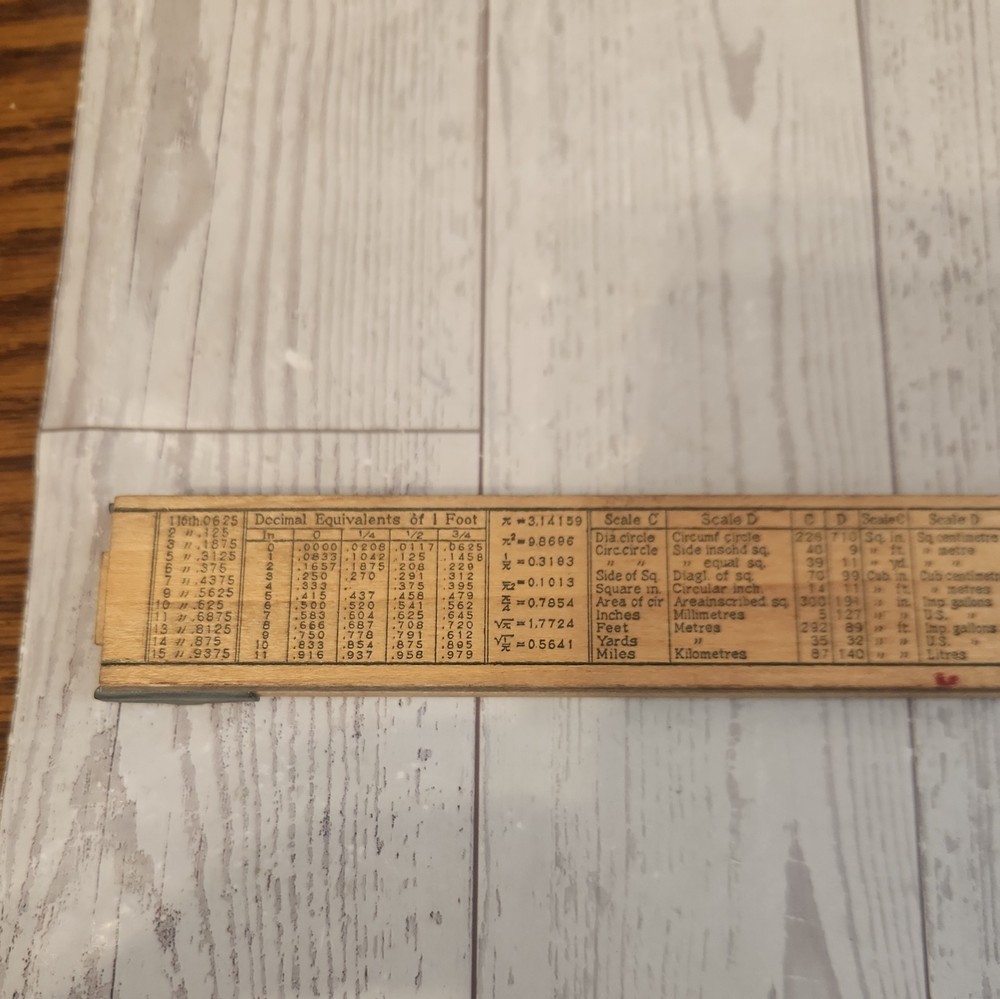 1 16th.0625
2 〃 .125
3 〃 .1875
5 〃 .3125
6 〃 .375
7 〃 .4375
9 〃 .5625
10 〃 .625
11 〃 .6875
13 〃 .8125
14 〃 .875
15 〃 .9375
Decimal Equivalents of 1 Foot
In. 0 1/4 1/2 3/4
0 .0000 .0208 .0117 .0625
1 .0833 .1042 .125 .1458
2 .1657 .1875 .208 .229
3 .250 .270 .291 .312
4 .333 .375 .395
5 .415 .437 .458 .479
6 .500 .520 .541 .562
7 .583 .604 .625 .645
8 .666 .687 .708 .720
9 .750 .778 .791 .612
10 .833 .854 .875 .895
11 .916 .937 .958 .979
π = 3.14159
π² = 9.8696
1/π = 0.3183
1/π² = 0.1013
π/4 = 0.7854
√π = 1.7724
√1/π = 0.5641
Scale C Scale D C D Scale C Scale D
Dia.circle Circumf circle 226 710 Sq. in. Sq centimetre
Circ.circle Side inscbd sq. 40 9 〃 ft. 〃 metre
〃 〃 〃 equal sq. 39 11 〃 yd. 〃 〃
Side of Sq. Diagl. of sq. 70 99 Cub in. Cub centimetre
Square in. Circular inch 14 11 〃 ft. 〃 metres
Area of cir Area inscribed sq. 300 191 〃 in. Imp. gallons
Inches Millimetres 5 127 〃 〃 U.S. 〃
Feet Metres 292 89 〃 ft. Imp. gallons
Yards 〃 35 32 〃 〃 U.S. 〃
Miles Kilometres 87 140 〃 〃 Litres